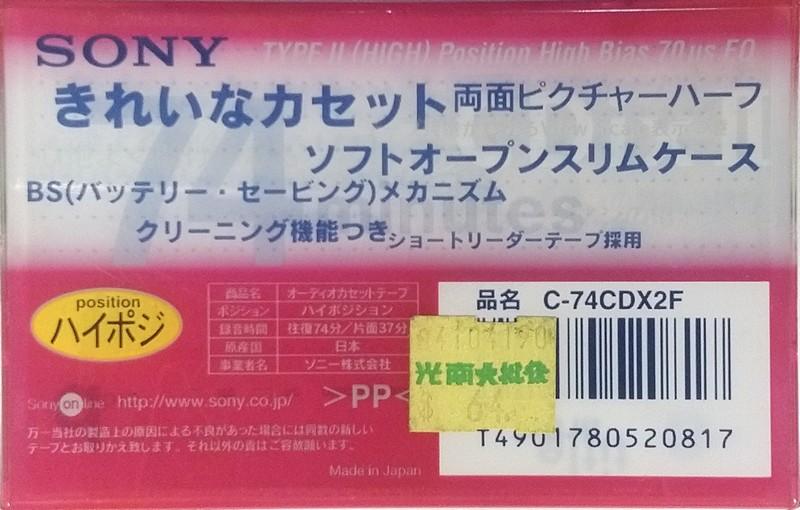 SONY
TYPE II (HIGH) Position High Bias 70μs EQ
きれいなカセット両面ピクチャーハーフ
ソフトオープンスリムケース
BS(バッテリー・セービング)メカニズム
minutes
クリーニング機能つきショートリーダーテープ採用
position
ハイポジ
商品名 オーディオカセットテープ
ポジション ハイポジション
録音時間 往復74分/片面37分
原産国 日本
事業者名 ソニー株式会社
Sony on line http://www.sony.co.jp/ >PP<
万一当社の製造上の原因による不良があった場合には同数の新しい
テープとお取りかえ致します。それ以外の責はご容赦願います。
Made in Japan
品名 C-74CDX2F
光南大批發
$ 64
T4901780520817